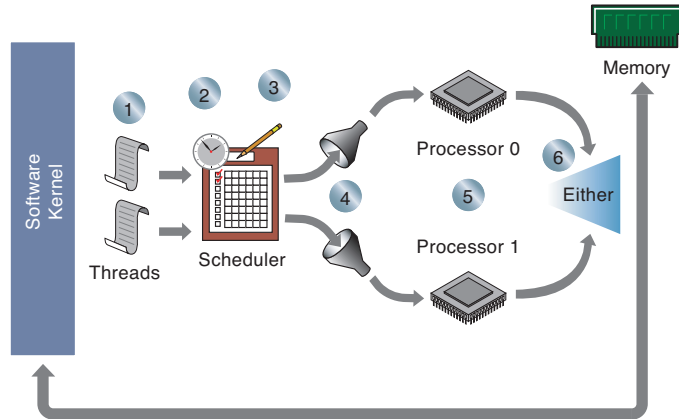 Software
Kernel
1
Threads
2
3
Scheduler
4
Processor 0
5
Processor 1
6
Either
Memory